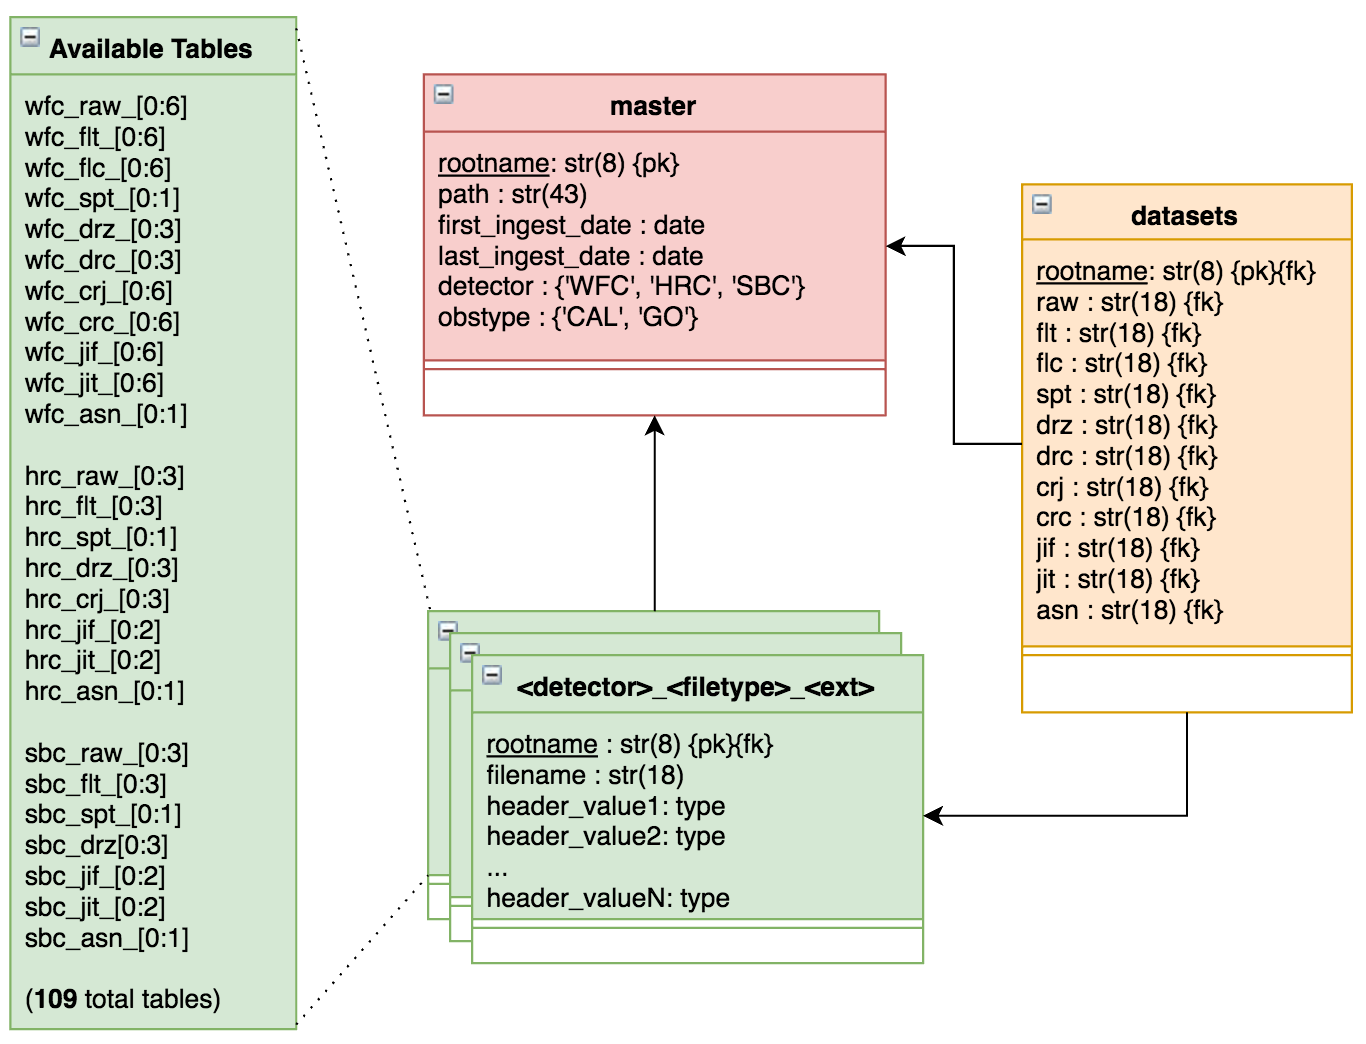 Available Tables
wfc_raw_[0:6]
wfc_flt_[0:6]
wfc_flc_[0:6]
wfc_spt_[0:1]
wfc_drz_[0:3]
wfc_drc_[0:3]
wfc_crj_[0:6]
wfc_crc_[0:6]
wfc_jif_[0:6]
wfc_jit_[0:6]
wfc_asn_[0:1]
hrc_raw_[0:3]
hrc_flt_[0:3]
hrc_spt_[0:1]
hrc_drz_[0:3]
hrc_crj_[0:3]
hrc_jif_[0:2]
hrc_jit_[0:2]
hrc_asn_[0:1]
sbc_raw_[0:3]
sbc_flt_[0:3]
sbc_spt_[0:1]
sbc_drz[0:3]
sbc_jif_[0:2]
sbc_jit_[0:2]
sbc_asn_[0:1]
(109 total tables)
master
rootname: str(8) {pk}
path : str(43)
first_ingest_date : date
last_ingest_date : date
detector : {'WFC', 'HRC', 'SBC'}
obstype : {'CAL', 'GO'}
datasets
rootname: str(8) {pk}{fk}
raw : str(18) {fk}
flt : str(18) {fk}
flc : str(18) {fk}
spt : str(18) {fk}
drz : str(18) {fk}
drc : str(18) {fk}
crj : str(18) {fk}
crc : str(18) {fk}
jif : str(18) {fk}
jit : str(18) {fk}
asn : str(18) {fk}
<detector>_<filetype>_<ext>
rootname : str(8) {pk}{fk}
filename : str(18)
header_value1: type
header_value2: type
...
header_valueN: type